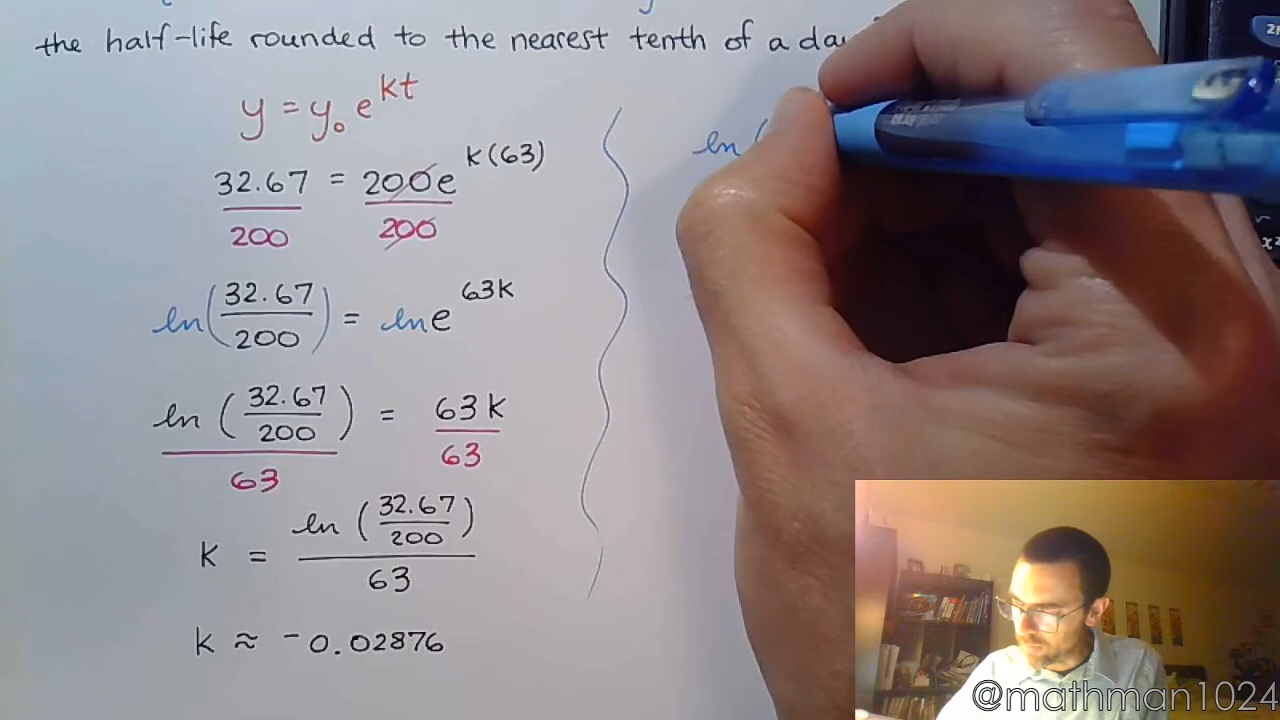 the half-life rounded to the nearest tenth of a
y = y₀ e^kt
32.67/200 = 200e^k(63)/200
ln(32.67/200) = ln e^63k
ln(32.67/200)/63 = 63k/63
k = ln(32.67/200)/63
k ≈ -0.02876
ln (
@mathman1024